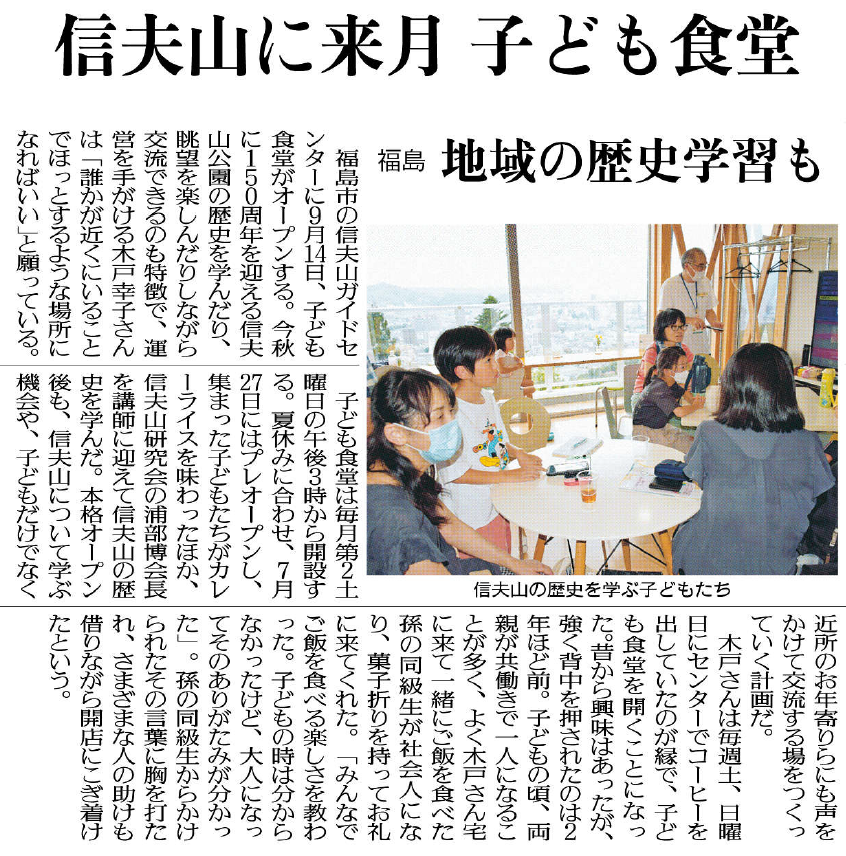 信夫山に来月 子ども食堂
福島 地域の歴史学習も
福島市の信夫山ガイドセ
ンターに9月14日、子ども
食堂がオープンする。今秋
に150周年を迎える信夫
山公園の歴史を学んだり、
眺望を楽しんだりしながら
交流できるのも特徴で、運
営を手がける木戸幸子さん
は「誰かが近くにいること
でほっとするような場所に
なればいい」と願っている。
子ども食堂は毎月第2土
曜日の午後3時から開設す
る。夏休みに合わせ、7月
27日にはプレオープンし、
集まった子どもたちがカレ
ーライスを味わったほか、
信夫山研究会の浦部博会長
を講師に迎えて信夫山の歴
史を学んだ。本格オープン
後も、信夫山について学ぶ
機会や、子どもだけでなく
信夫山の歴史を学ぶ子どもたち
近所のお年寄りらにも声を
かけて交流する場をつくっ
ていく計画だ。
木戸さんは毎週土、日曜
日にセンターでコーヒーを
出していたのが縁で、子ど
も食堂を開くことになっ
た。昔から興味はあったが、
強く背中を押されたのは2
年ほど前。子どもの頃、両
親が共働きで一人になるこ
とが多く、よく木戸さん宅
に来て一緒にご飯を食べた
孫の同級生が社会人にな
り、菓子折りを持ってお礼
に来てくれた。「みんなで
ご飯を食べる楽しさを教わ
った。子どもの時は分から
なかったけど、大人になっ
てそのありがたみが分かっ
た」。孫の同級生からかけ
られたその言葉に胸を打た
れ、さまざまな人の助けも
借りながら開店にこぎ着け
たという。